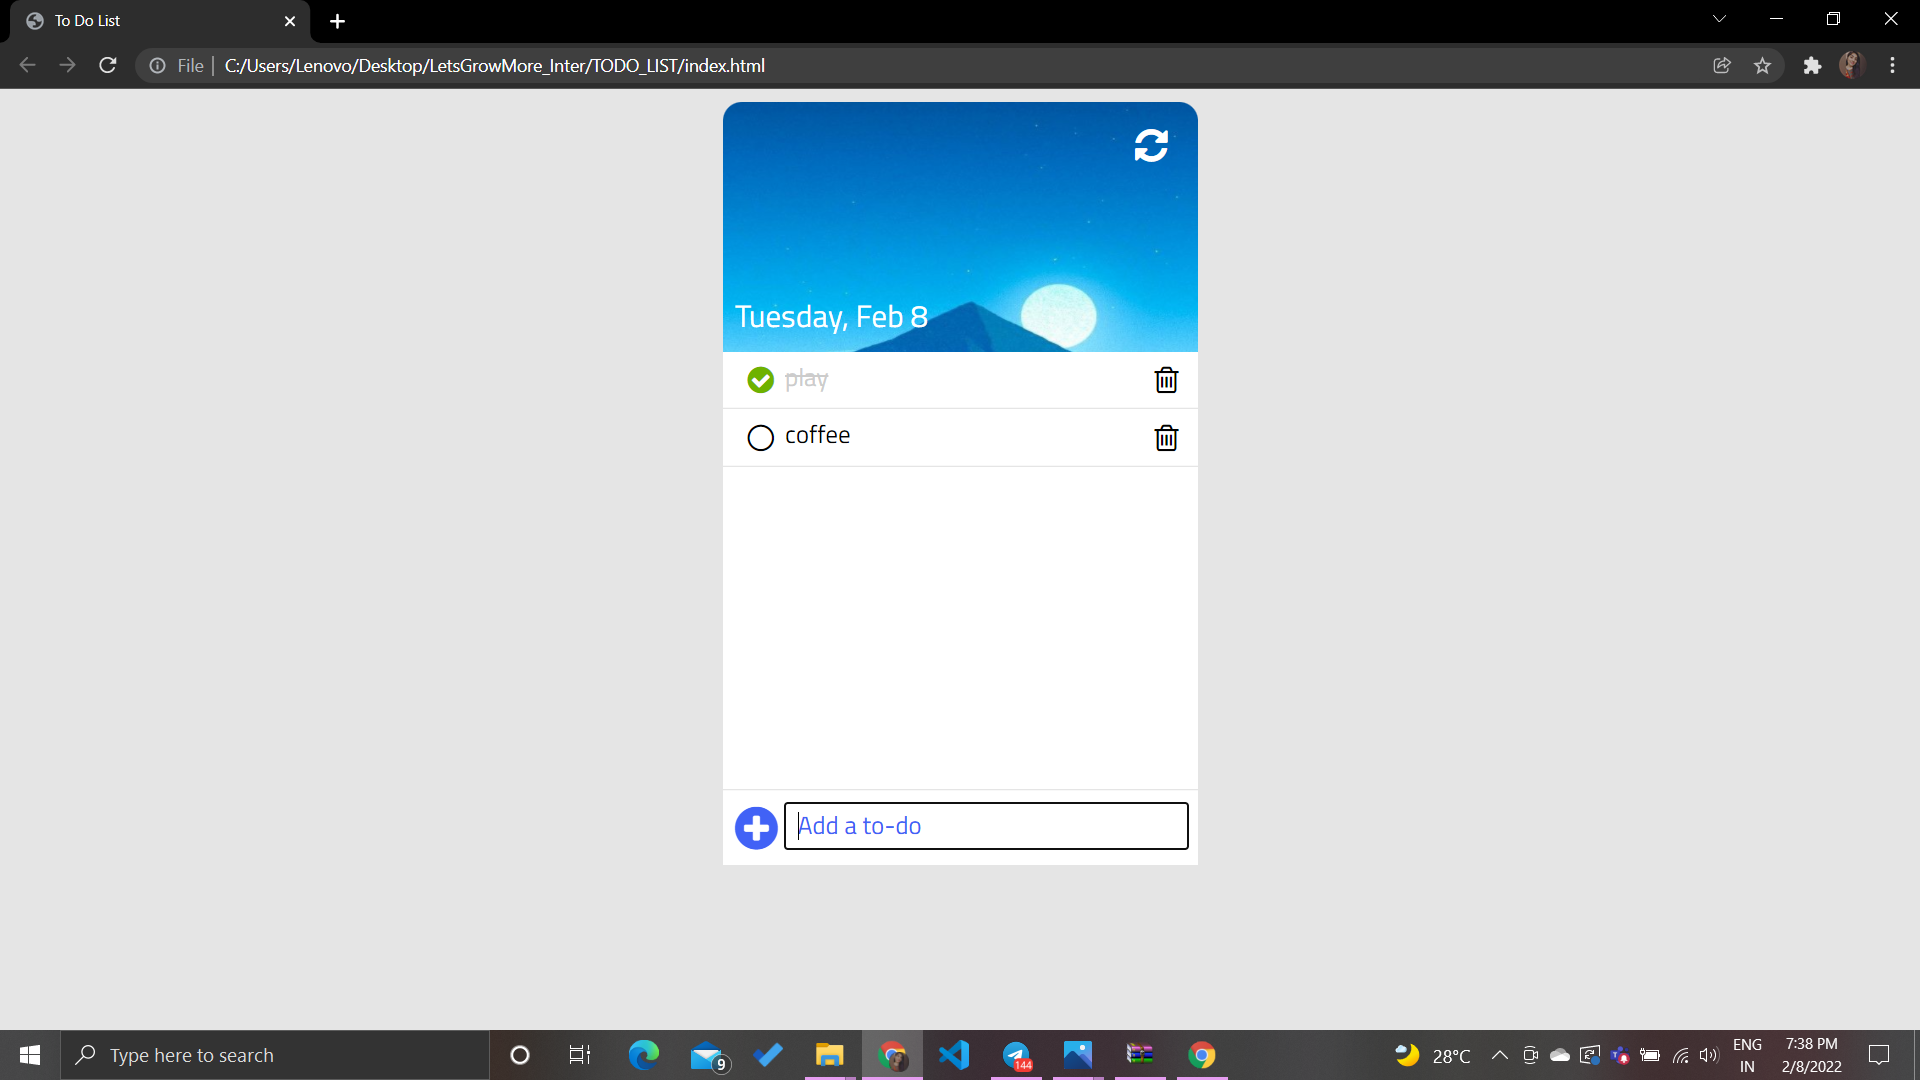 To Do List
File
C:/Users/Lenovo/Desktop/LetsGrowMore_Inter/TODO_LIST/index.html
Tuesday, Feb 8
play
coffee
Add a to-do
Type here to search
9
144
28°C
ENG
IN
7:38 PM
2/8/2022